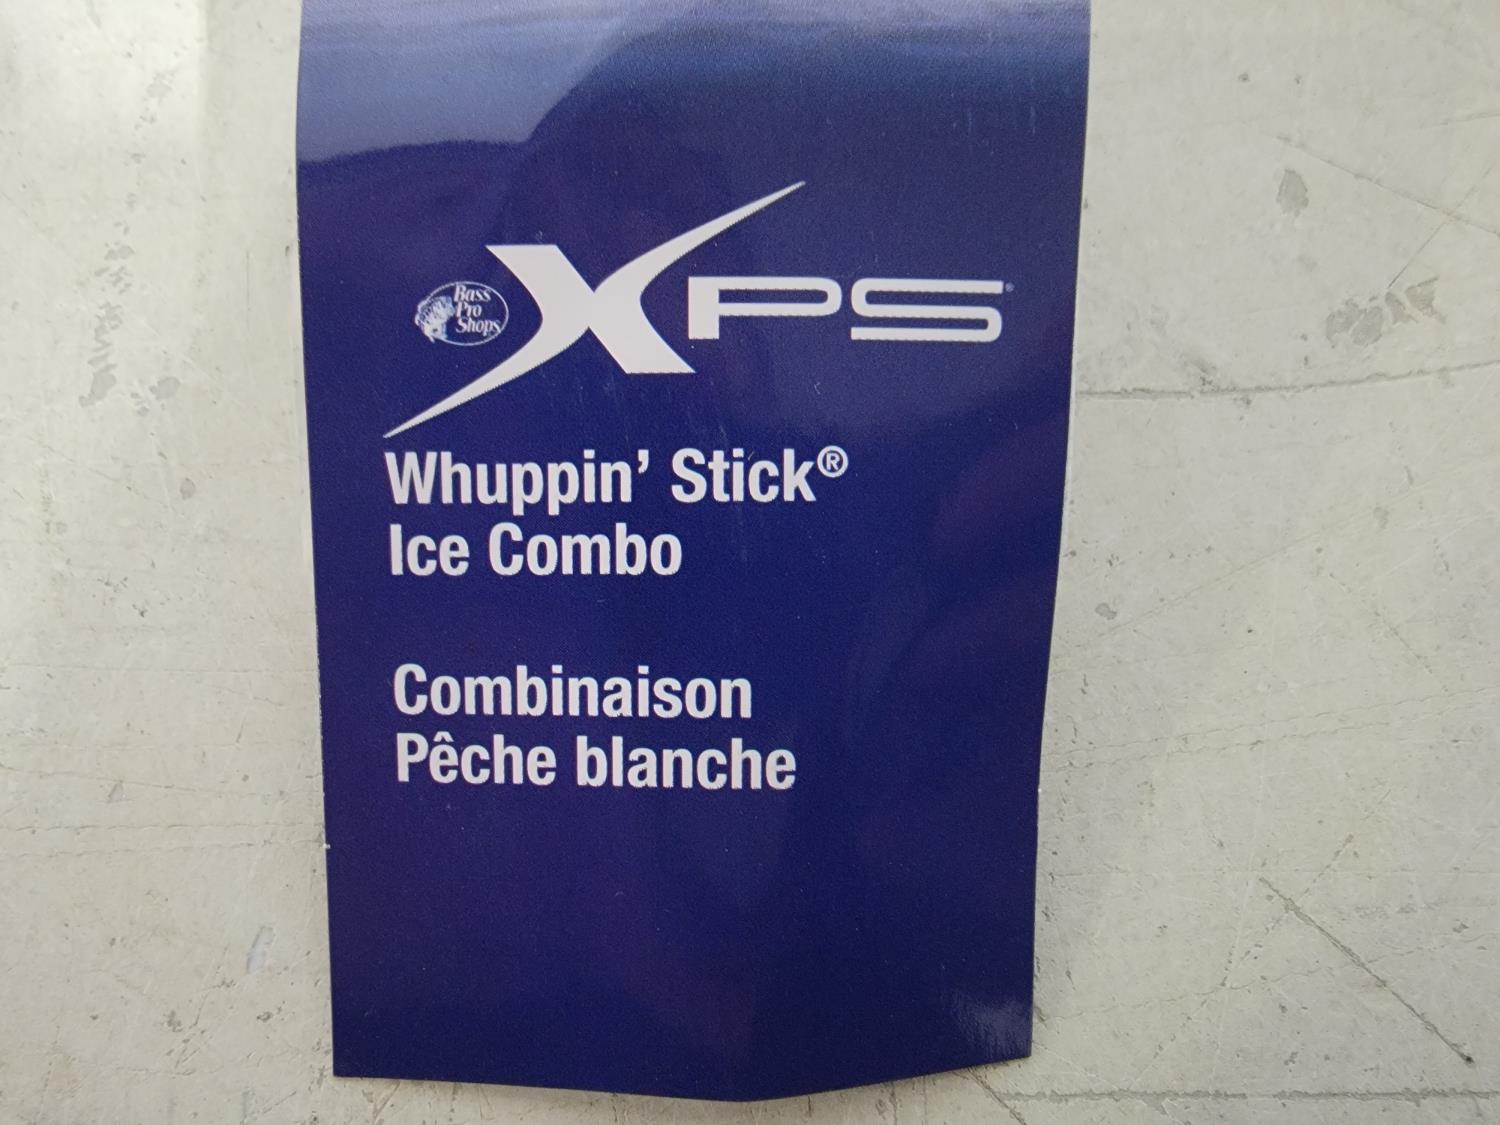 Bass
Pro
Shops
XPS®
Whuppin' Stick®
Ice Combo
Combinaison
Pêche blanche